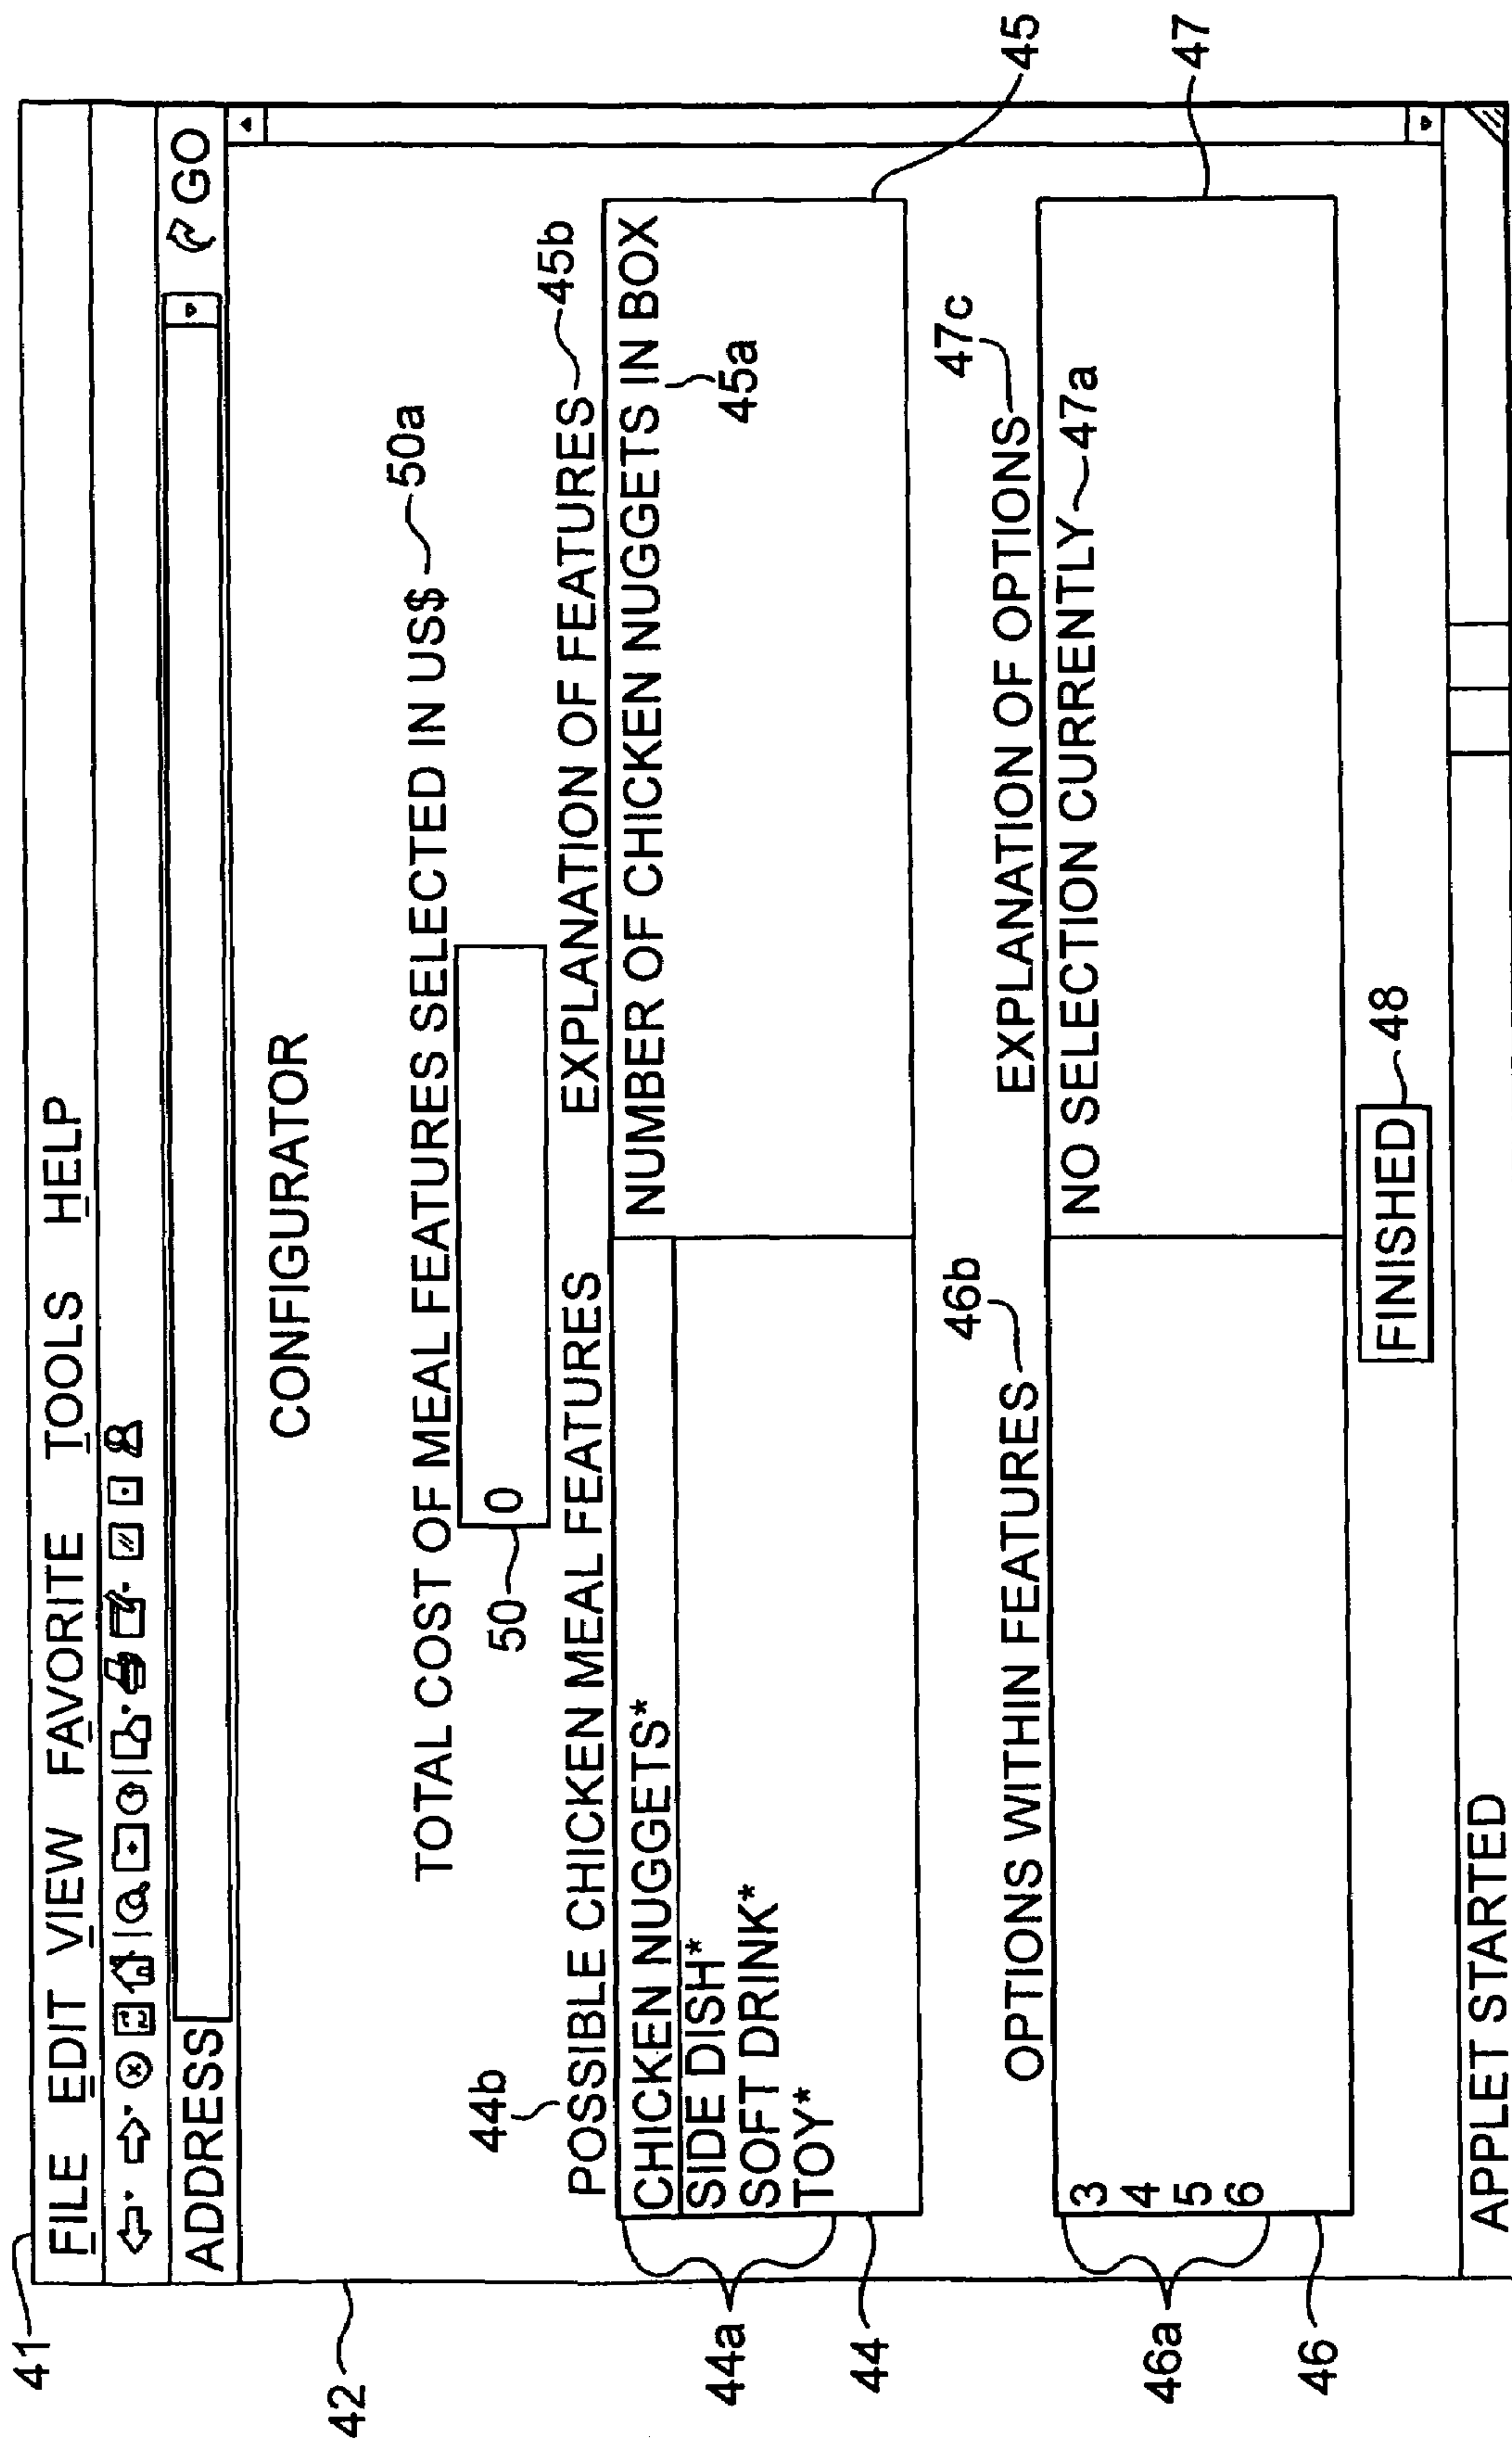 41
FILE EDIT VIEW FAVORITE TOOLS HELP
ADDRESS GO
42
CONFIGURATOR
TOTAL COST OF MEAL FEATURES SELECTED IN US$ 50a
50 0
44b
POSSIBLE CHICKEN MEAL FEATURES EXPLANATION OF FEATURES 45b
CHICKEN NUGGETS* NUMBER OF CHICKEN NUGGETS IN BOX
SIDE DISH*
SOFT DRINK*
TOY*
45a
44a
44
45
46b
47c
OPTIONS WITHIN FEATURES EXPLANATION OF OPTIONS
3 NO SELECTION CURRENTLY 47a
4
5
6
46a
46
47
FINISHED 48
APPLET STARTED